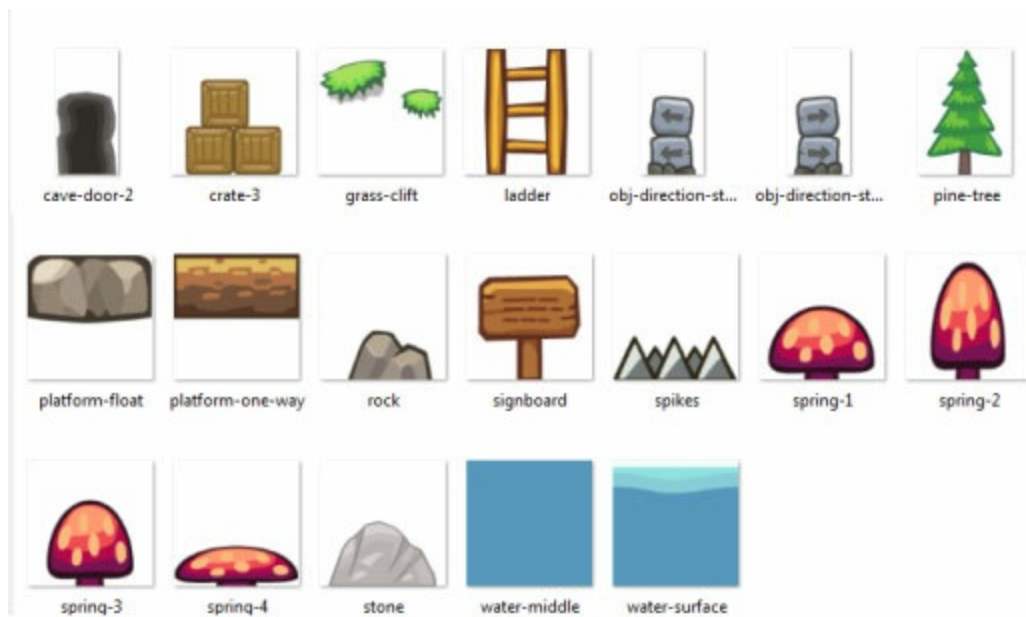 cave-door-2 crate-3 grass-clift ladder obj-direction-st... obj-direction-st... pine-tree
platform-float platform-one-way rock signboard spikes spring-1 spring-2
spring-3 spring-4 stone water-middle water-surface